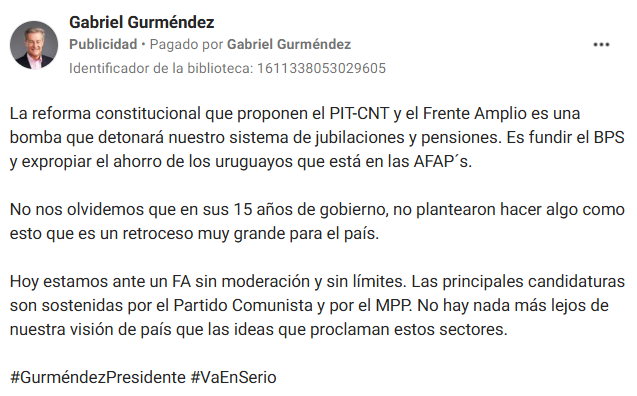 Gabriel Gurméndez
Publicidad • Pagado por Gabriel Gurméndez
Identificador de la biblioteca: 1611338053029605
La reforma constitucional que proponen el PIT-CNT y el Frente Amplio es una
bomba que detonará nuestro sistema de jubilaciones y pensiones. Es fundir el BPS
y expropiar el ahorro de los uruguayos que está en las AFAP´s.
No nos olvidemos que en sus 15 años de gobierno, no plantearon hacer algo como
esto que es un retroceso muy grande para el país.
Hoy estamos ante un FA sin moderación y sin límites. Las principales candidaturas
son sostenidas por el Partido Comunista y por el MPP. No hay nada más lejos de
nuestra visión de país que las ideas que proclaman estos sectores.
#GurméndezPresidente #VaEnSerio